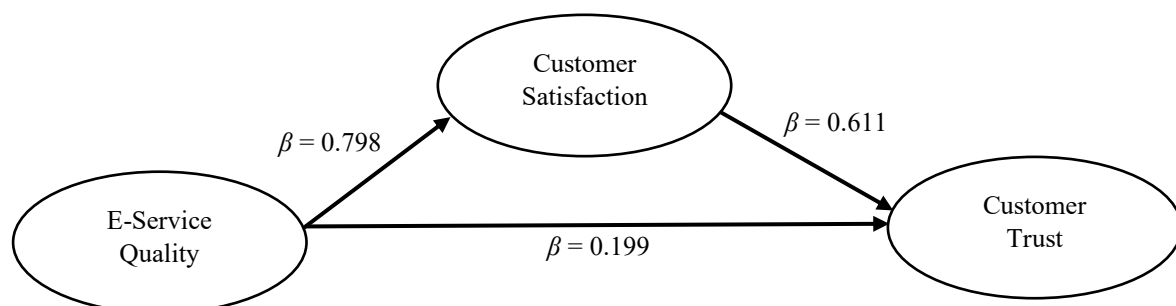 Customer
Satisfaction
β = 0.798
β = 0.611
E-Service
Quality
Customer
Trust
β = 0.199